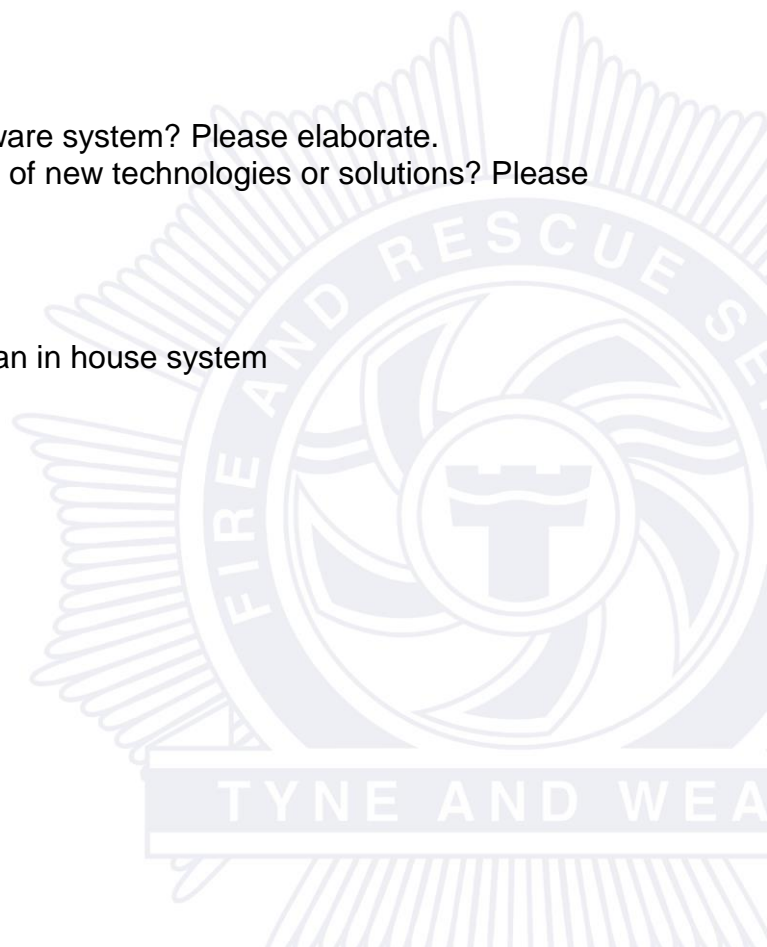 ware system? Please elaborate.
of new technologies or solutions? Please
an in house system
FIRE AND RESCUE SE
TYNE AND WEA